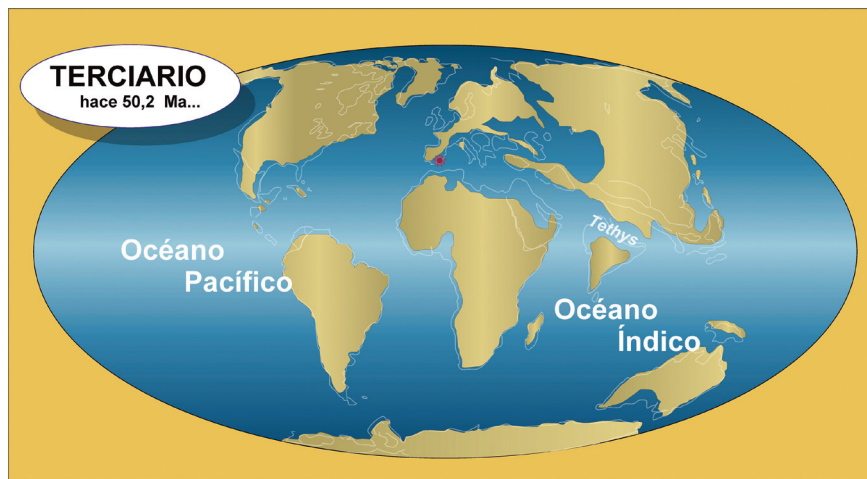 TERCIARIO
hace 50,2 Ma...
Océano
Pacífico
Tethys
Océano
Índico